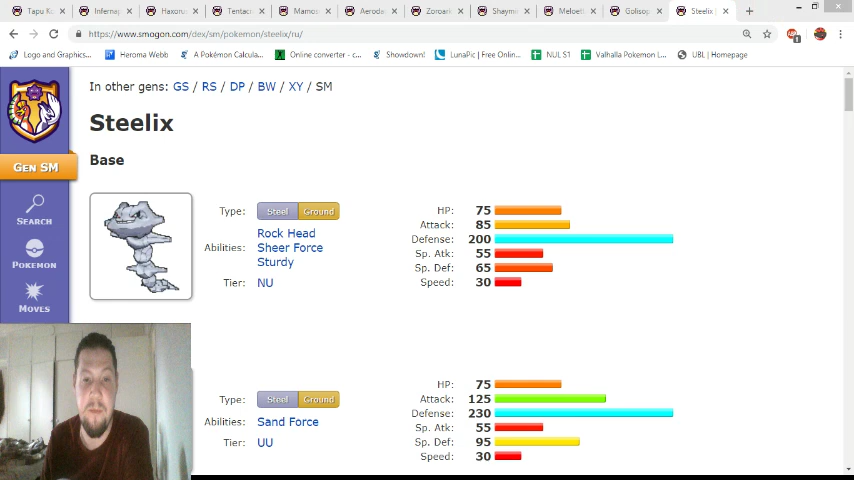 Tapu K
Infernap
Haxoru
Tentacr
Mamos
Aeroda
Zoroark
Shaymi
Meloett
Golisop
Steelix |
https://www.smogon.com/dex/sm/pokemon/steelix/ru/
Logo and Graphics... Heroma Webb A Pokémon Calcula... Online converter - c... Showdown! LunaPic | Free Onlin... NUL S1 Valhalla Pokemon L... UBL | Homepage
In other gens: GS / RS / DP / BW / XY / SM
Steelix
Base
GEN SM
SEARCH
POKEMON
MOVES
Type: Steel Ground
Abilities: Rock Head
Sheer Force
Sturdy
Tier: NU
HP: 75
Attack: 85
Defense: 200
Sp. Atk: 55
Sp. Def: 65
Speed: 30
Type: Steel Ground
Abilities: Sand Force
Tier: UU
HP: 75
Attack: 125
Defense: 230
Sp. Atk: 55
Sp. Def: 95
Speed: 30